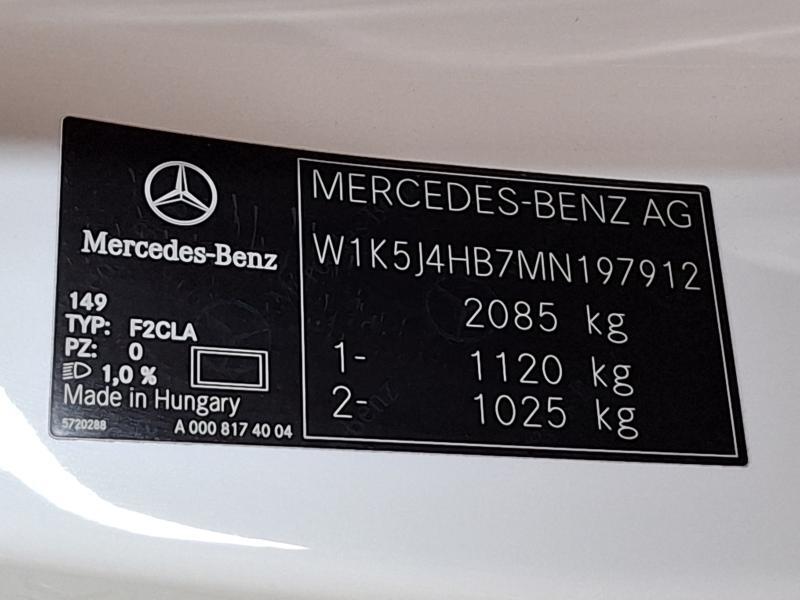 Mercedes-Benz
149
TYP: F2CLA
PZ: 0
1,0 %
Made in Hungary
5720288 A 000 817 40 04
MERCEDES-BENZ AG
W1K5J4HB7MN197912
2085 kg
1- 1120 kg
2- 1025 kg